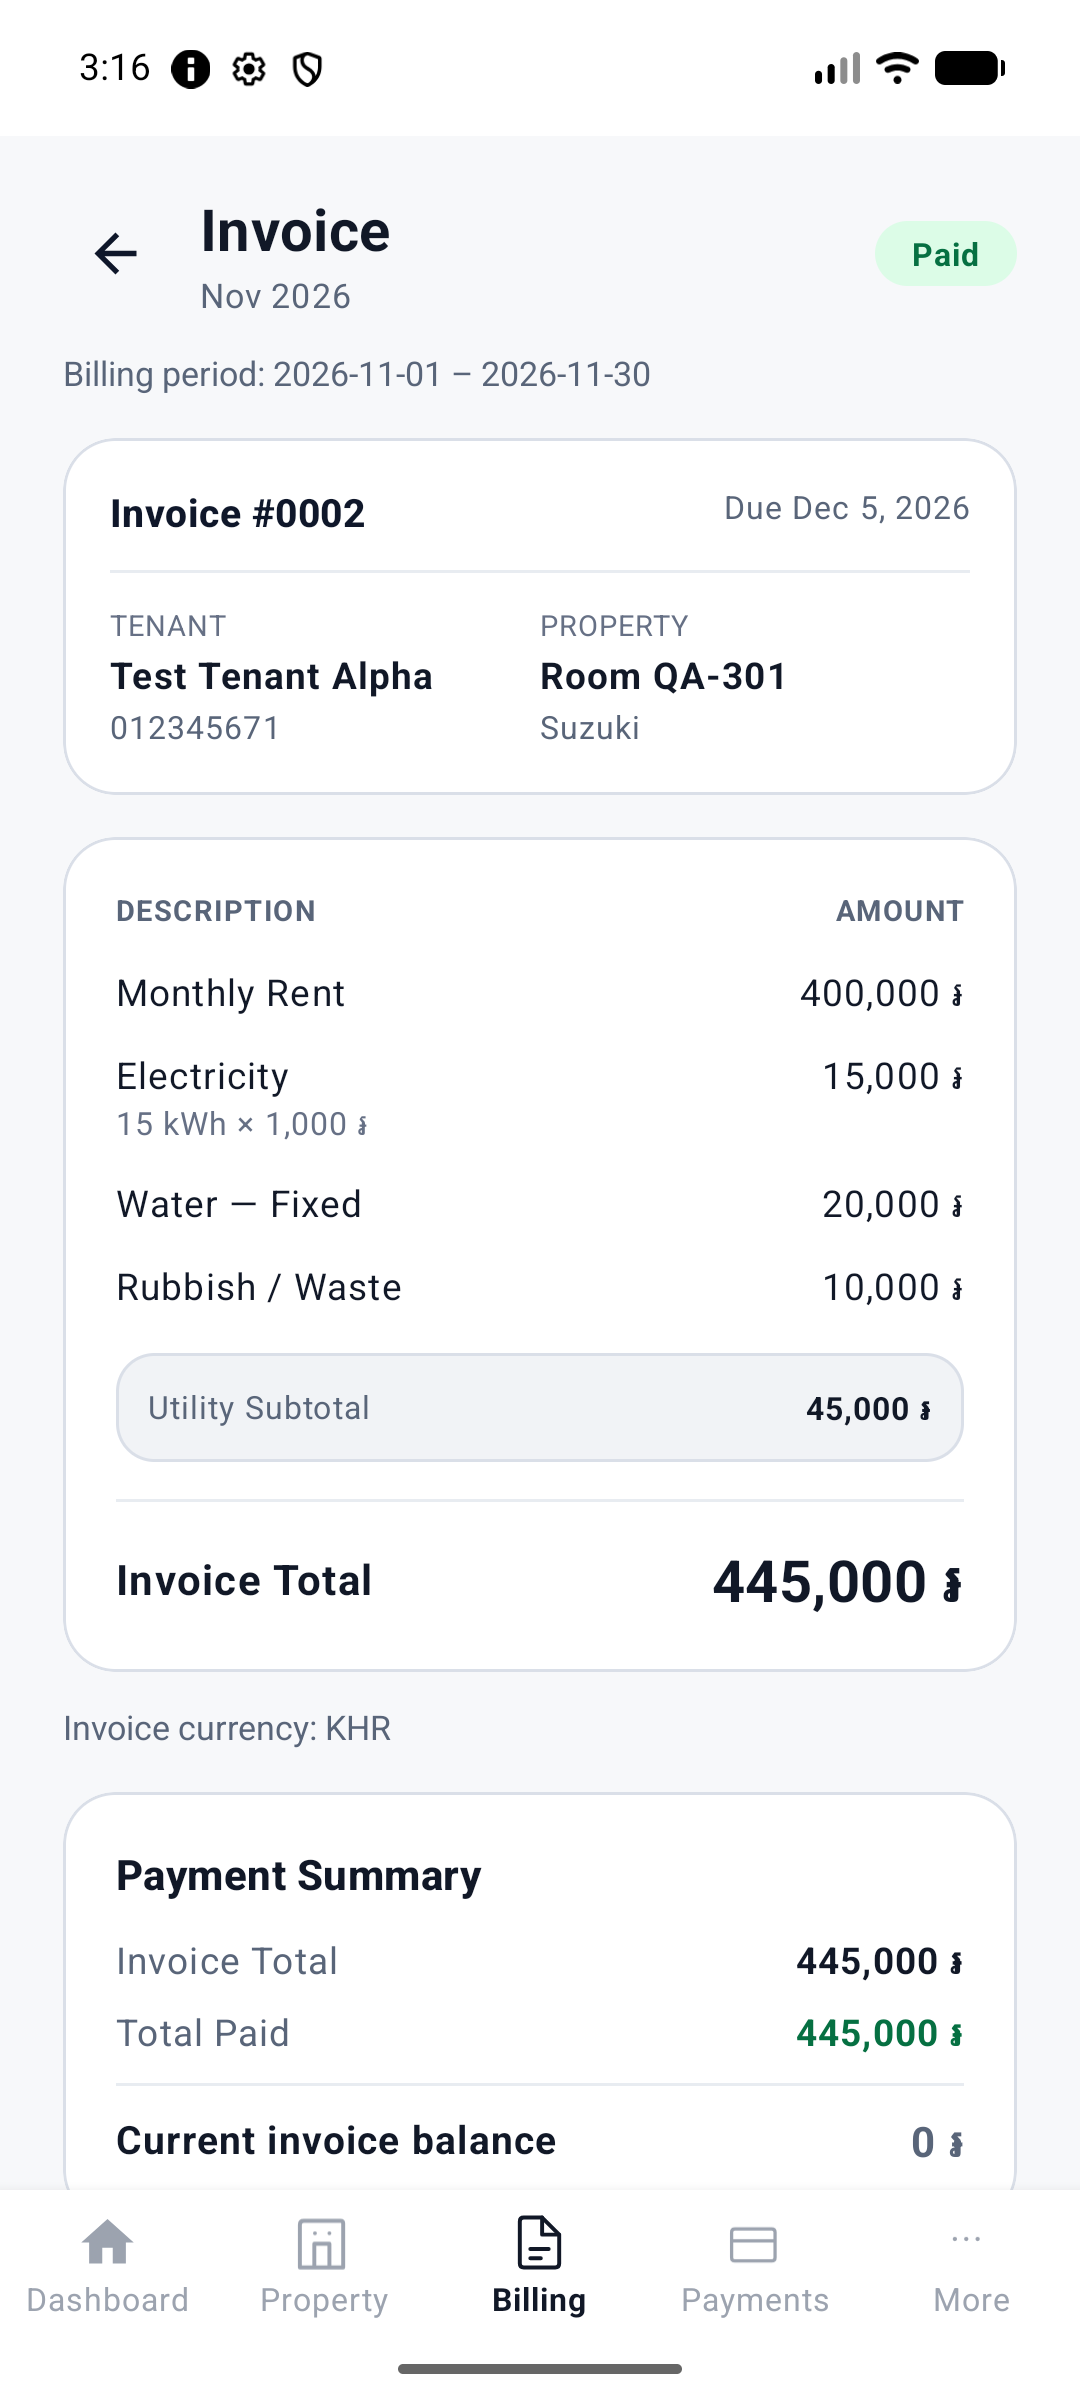 3:16
Invoice
Nov 2026
Paid
Billing period: 2026-11-01 – 2026-11-30
Invoice #0002
Due Dec 5, 2026
TENANT
PROPERTY
Test Tenant Alpha
Room QA-301
012345671
Suzuki
DESCRIPTION
AMOUNT
Monthly Rent
400,000 ៛
Electricity
15,000 ៛
15 kWh × 1,000 ៛
Water — Fixed
20,000 ៛
Rubbish / Waste
10,000 ៛
Utility Subtotal
45,000 ៛
Invoice Total
445,000 ៛
Invoice currency: KHR
Payment Summary
Invoice Total
445,000 ៛
Total Paid
445,000 ៛
Current invoice balance
0 ៛
Dashboard
Property
Billing
Payments
More